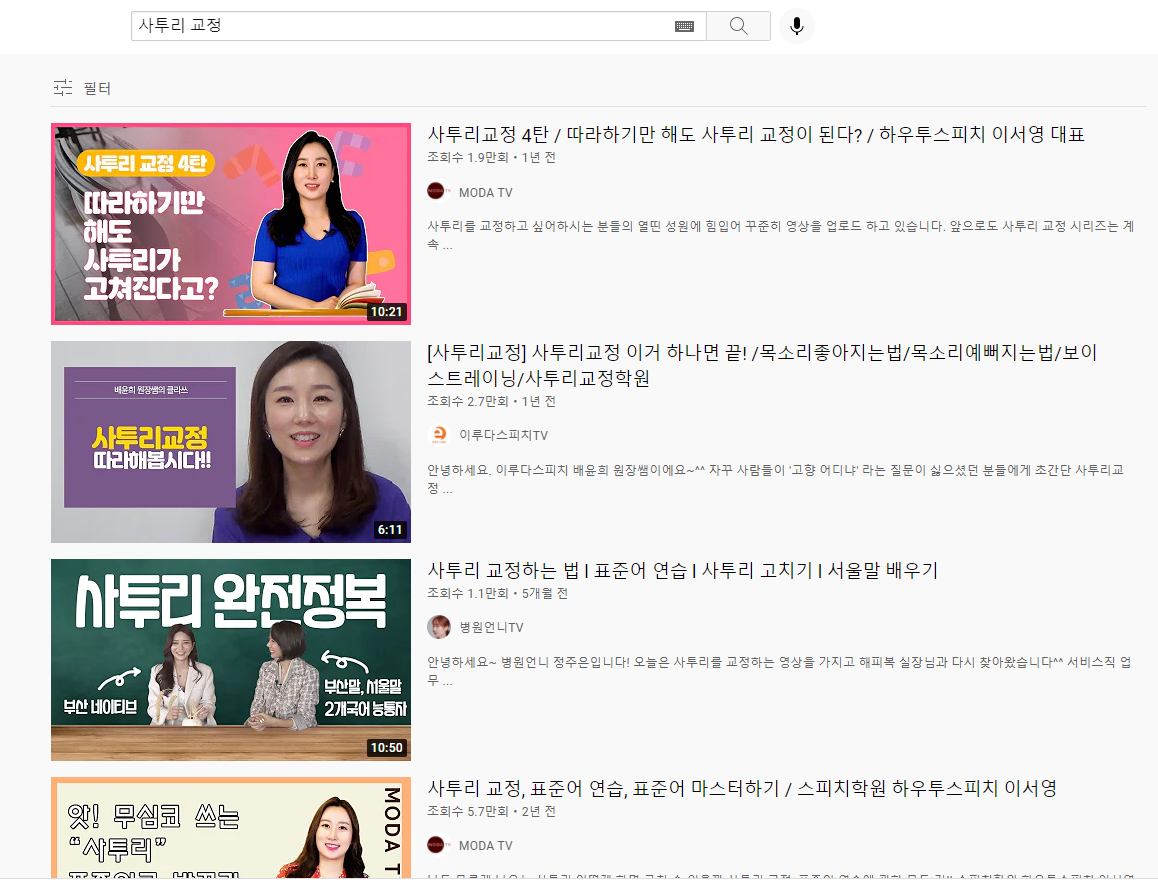 사투리 교정
필터
사투리 교정 4탄
따라하기만
해도
사투리가
고쳐진다고?
10:21
사투리교정 4탄 / 따라하기만 해도 사투리 교정이 된다? / 하우투스피치 이서영 대표
조회수 1.9만회 • 1년 전
MODA TV
사투리를 교정하고 싶어하시는 분들의 열띤 성원에 힘입어 꾸준히 영상을 업로드 하고 있습니다. 앞으로도 사투리 교정 시리즈는 계
속 ...
배윤희 원장쌤의 클라쓰
사투리교정
따라해봅시다!!
6:11
[사투리교정] 사투리교정 이거 하나면 끝! /목소리좋아지는법/목소리예뻐지는법/보이
스트레이닝/사투리교정학원
조회수 2.7만회 • 1년 전
이루다스피치TV
안녕하세요. 이루다스피치 배윤희 원장쌤이에요~^^ 자꾸 사람들이 '고향 어디냐' 라는 질문이 싫으셨던 분들에게 초간단 사투리교
정 ...
사투리 완전정복
부산 네이티브
부산말, 서울말
2개국어 능통자
10:50
사투리 교정하는 법 l 표준어 연습 l 사투리 고치기 l 서울말 배우기
조회수 1.1만회 • 5개월 전
병원언니TV
안녕하세요~ 병원언니 정주은입니다! 오늘은 사투리를 교정하는 영상을 가지고 해피복 실장님과 다시 찾아왔습니다^^ 서비스직 업
무 ...
앗! 무심코 쓰는
“사투리”
MODA T
사투리 교정, 표준어 연습, 표준어 마스터하기 / 스피치학원 하우투스피치 이서영
조회수 5.7만회 • 2년 전
MODA TV